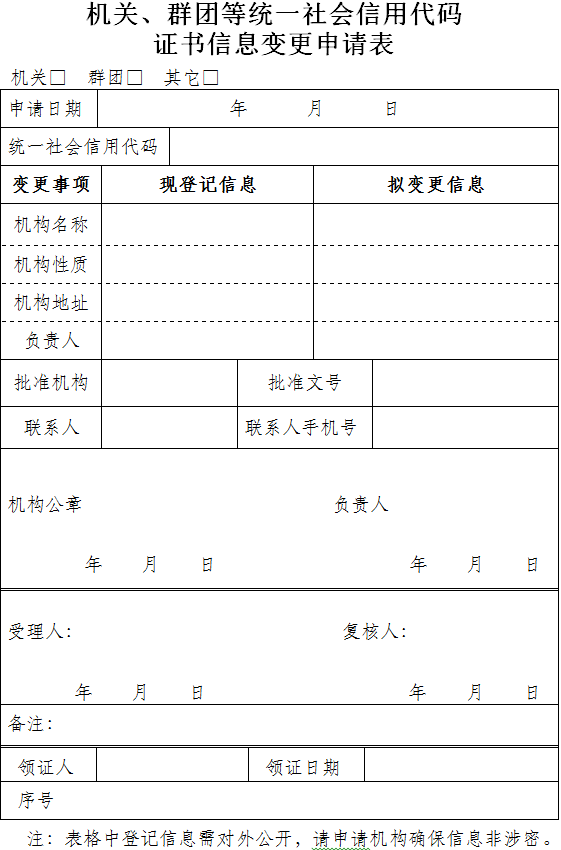 机关、群团等统一社会信用代码
证书信息变更申请表
机关□ 群团□ 其它□
申请日期 年 月 日
统一社会信用代码
变更事项 现登记信息 拟变更信息
机构名称
机构性质
机构地址
负责人
批准机构 批准文号
联系人 联系人手机号
机构公章 负责人
年 月 日 年 月 日
受理人： 复核人：
年 月 日 年 月 日
备注：
领证人 领证日期
序号
注：表格中登记信息需对外公开，请申请机构确保信息非涉密。